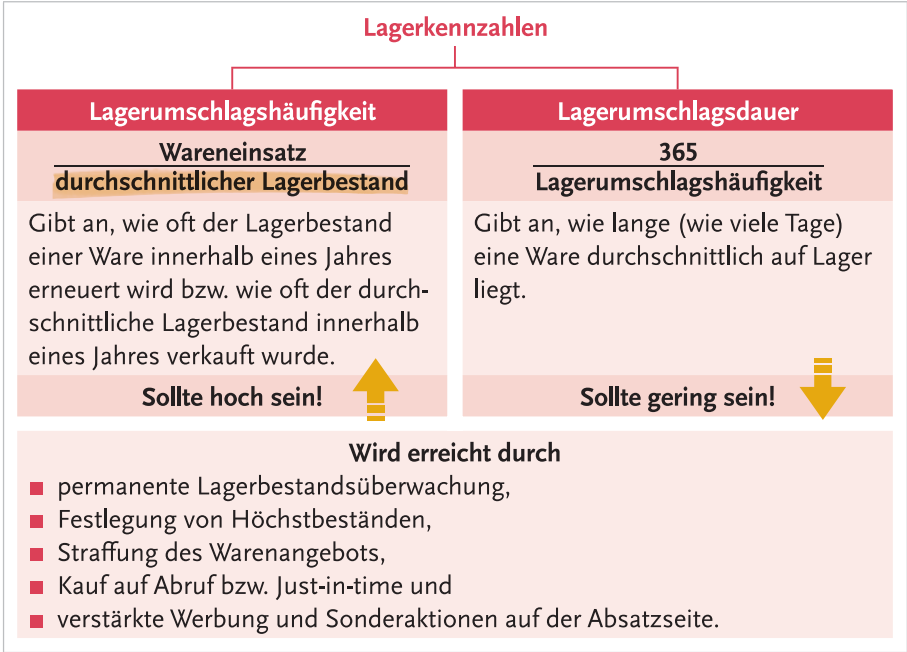 Lagerkennzahlen
Lagerumschlagshäufigkeit
Wareneinsatz
durchschnittlicher Lagerbestand
Gibt an, wie oft der Lagerbestand
einer Ware innerhalb eines Jahres
erneuert wird bzw. wie oft der durch-
schnittliche Lagerbestand innerhalb
eines Jahres verkauft wurde.
Sollte hoch sein!
Lagerumschlagsdauer
365
Lagerumschlagshäufigkeit
Gibt an, wie lange (wie viele Tage)
eine Ware durchschnittlich auf Lager
liegt.
Sollte gering sein!
Wird erreicht durch
permanente Lagerbestandsüberwachung,
Festlegung von Höchstbeständen,
Straffung des Warenangebots,
Kauf auf Abruf bzw. Just-in-time und
verstärkte Werbung und Sonderaktionen auf der Absatzseite.